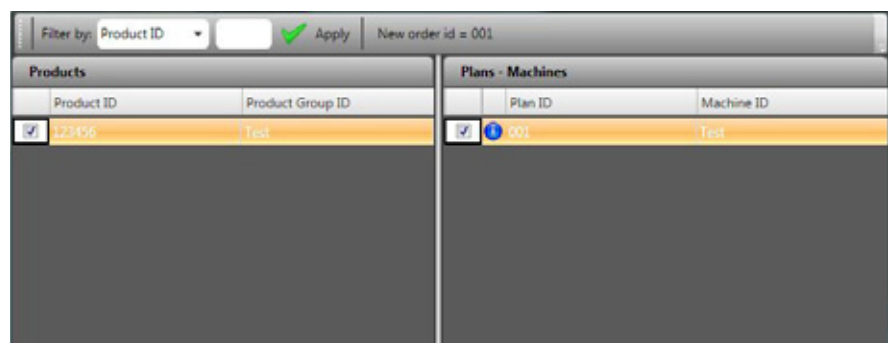 Filter by: Product ID Apply New order id = 001
Products
Plans - Machines
Product ID Product Group ID
Plan ID Machine ID
123456 Test
001 Test